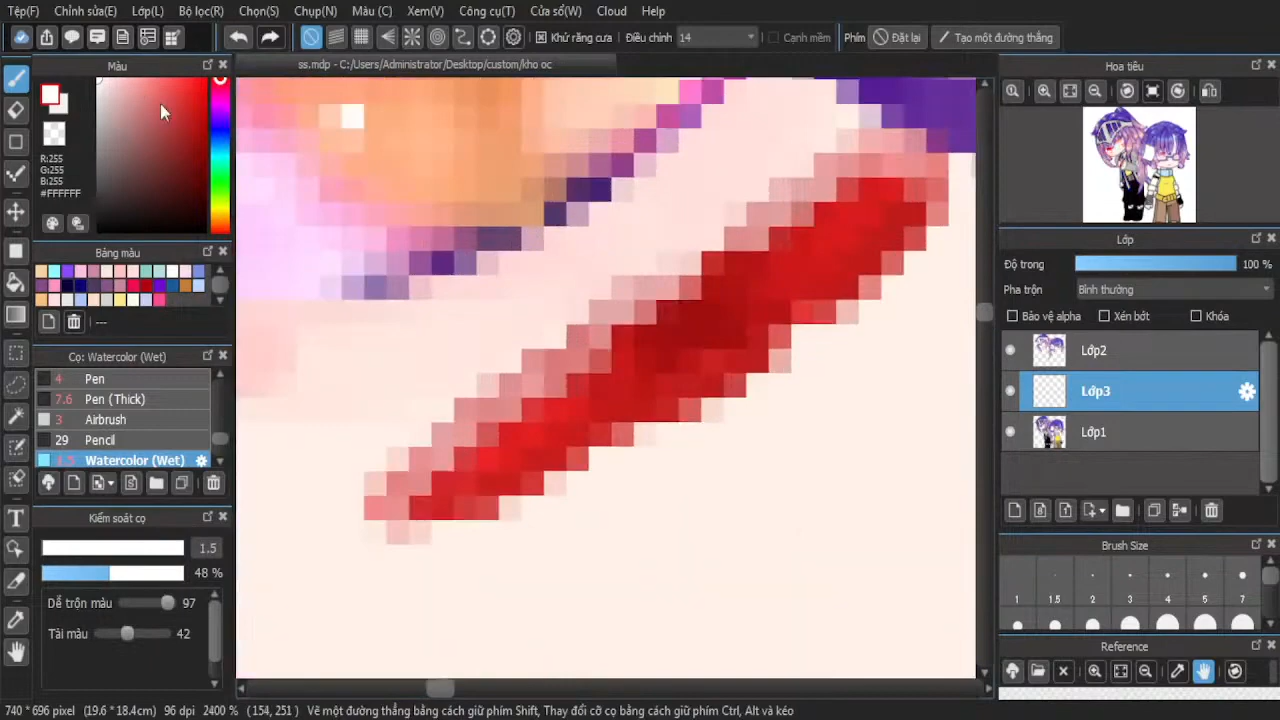 Tệp(F) Chỉnh sửa(E) Lớp(L) Bộ lọc(R) Chọn(S) Chụp(N) Màu (C) Xem(V) Công cụ(T) Cửa sổ(W) Cloud Help
Khử răng cưa Điều chỉnh 14 Cạnh mềm Phím Đặt lại Tạo một đường thẳng
ss.mdp - C:/Users/Administrator/Desktop/custom/kho oc
Màu
R:255
G:255
B:255
#FFFFFF
Bảng màu
---
Cọ: Watercolor (Wet)
4 Pen
7.6 Pen (Thick)
3 Airbrush
29 Pencil
1.5 Watercolor (Wet)
Kiểm soát cọ
1.5
48 %
Dễ trộn màu 97
Tải màu 42
Hoa tiêu
Lớp
Độ trong 100 %
Pha trộn Bình thường
Bảo vệ alpha Xén bớt Khóa
Lớp2
Lớp3
Lớp1
Brush Size
1 1.5 2 3 4 5 7
Reference
740 * 696 pixel (19.6 * 18.4cm) 96 dpi 2400 % (154, 251) Vẽ một đường thẳng bằng cách giữ phím Shift, Thay đổi cỡ cọ bằng cách giữ phím Ctrl, Alt và kéo